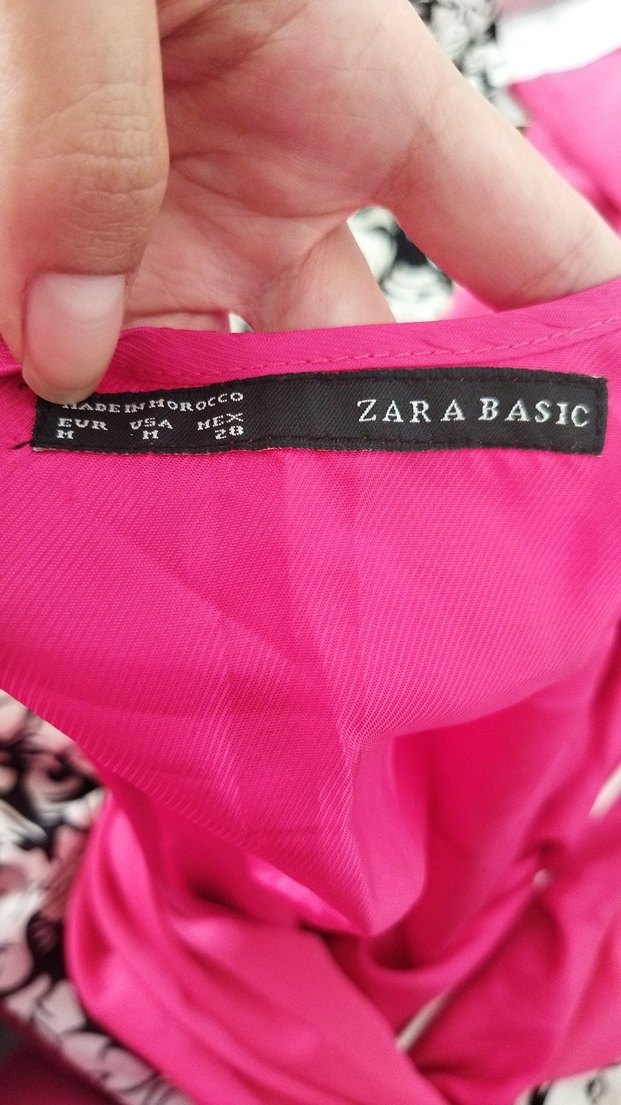 MADE IN MOROCCO
EUR USA MEX
M M 28
ZARA BASIC